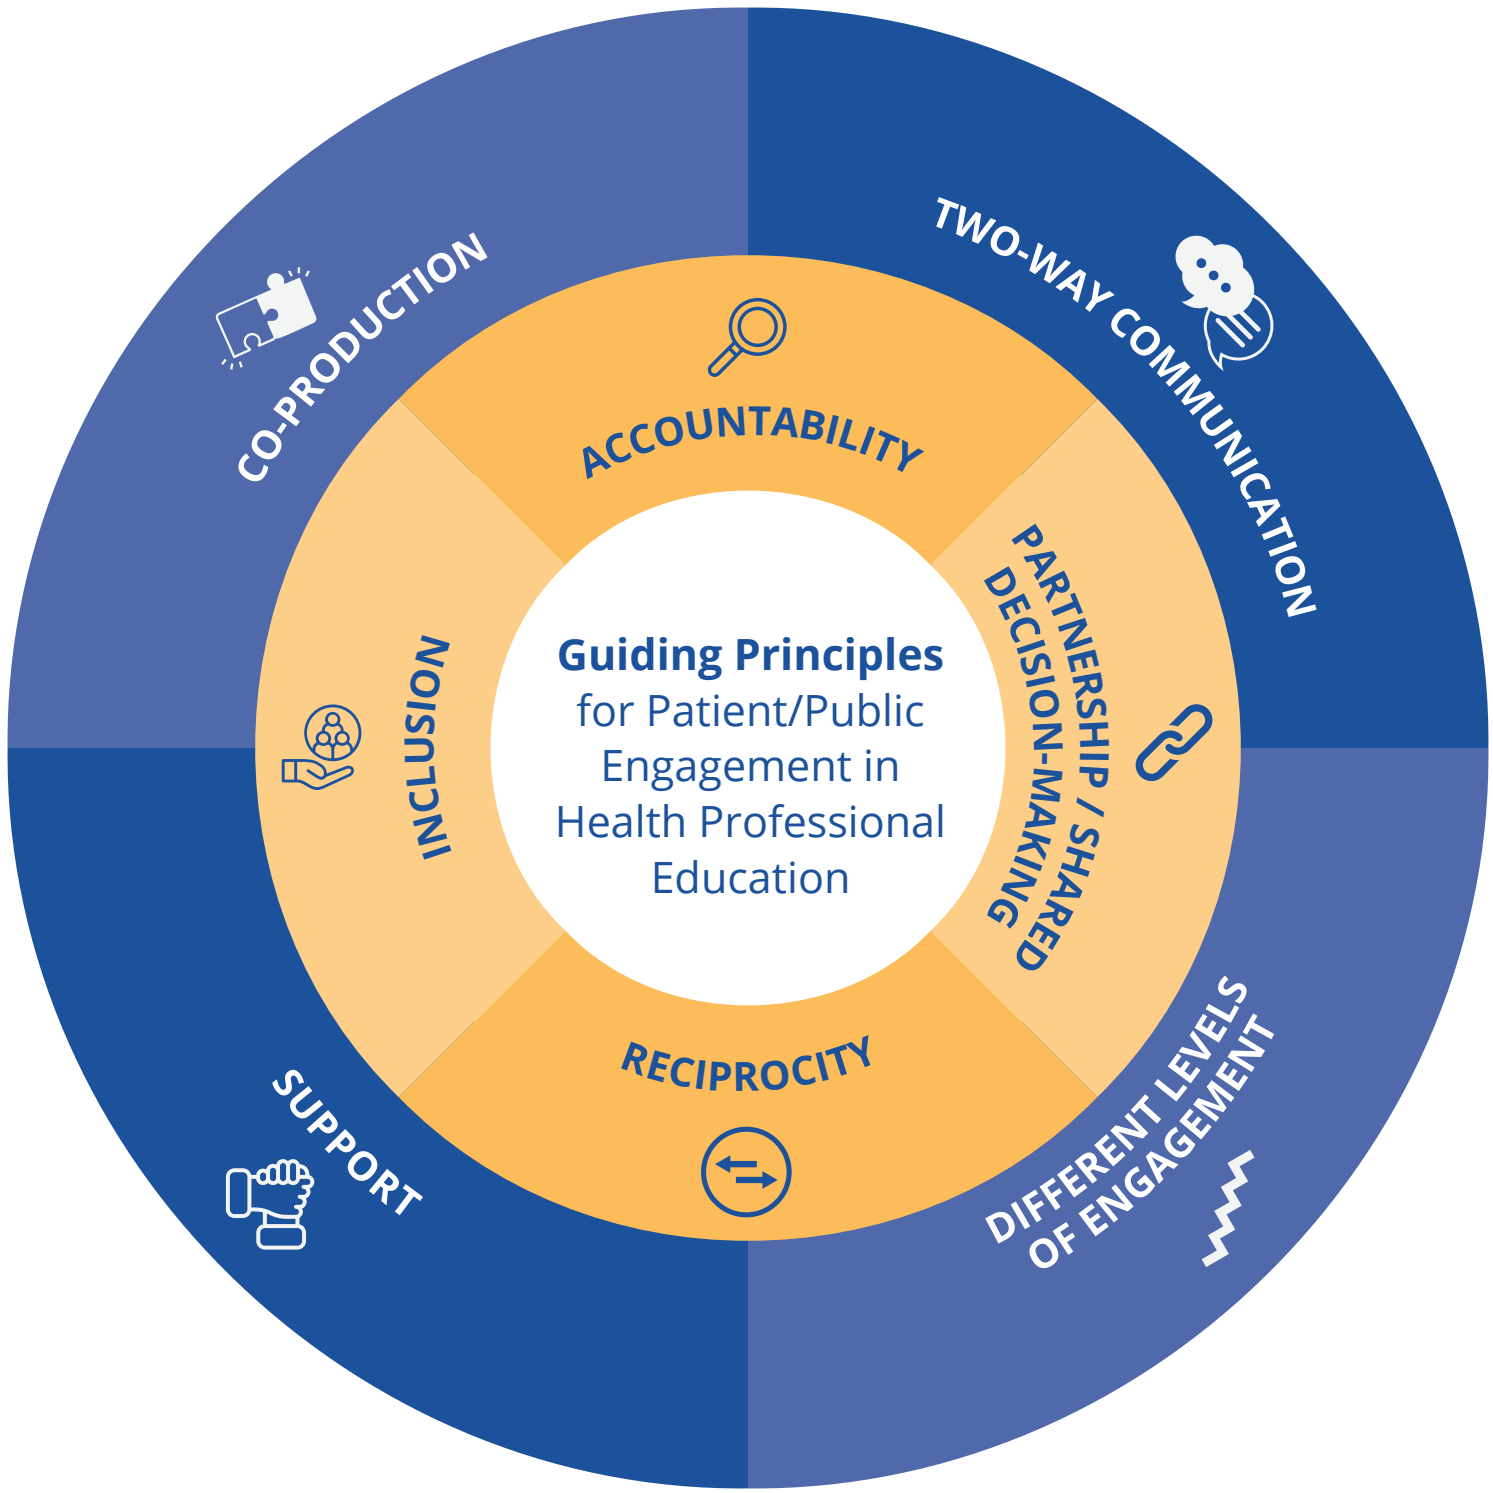 Guiding Principles
for Patient/Public
Engagement in
Health Professional
Education
ACCOUNTABILITY
PARTNERSHIP / SHARED
DECISION-MAKING
RECIPROCITY
INCLUSION
CO-PRODUCTION
TWO-WAY COMMUNICATION
DIFFERENT LEVELS
OF ENGAGEMENT
SUPPORT